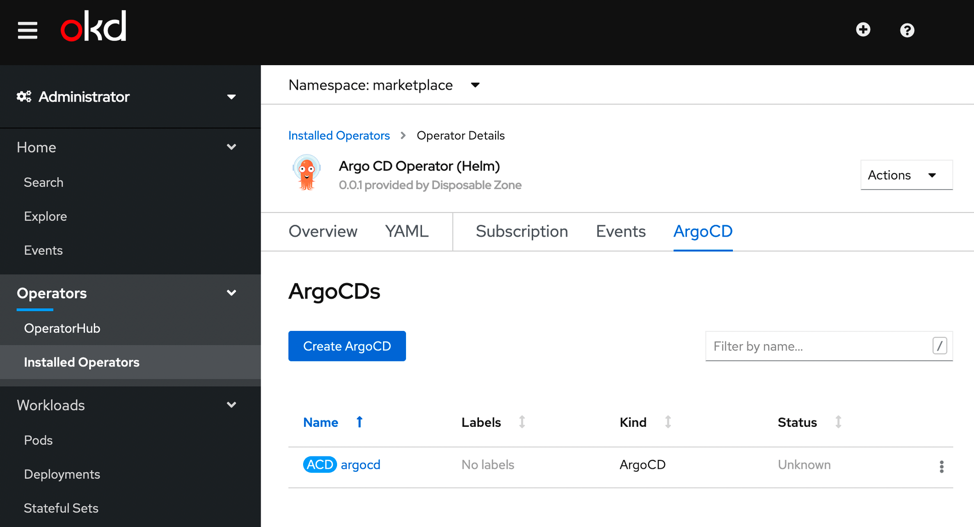 okd
Administrator
Namespace: marketplace
Home
Search
Explore
Events
Operators
OperatorHub
Installed Operators
Workloads
Pods
Deployments
Stateful Sets
Installed Operators > Operator Details
Argo CD Operator (Helm)
0.0.1 provided by Disposable Zone
Actions
Overview YAML Subscription Events ArgoCD
ArgoCDs
Create ArgoCD
Filter by name... /
Name Labels Kind Status
ACD argocd No labels ArgoCD Unknown